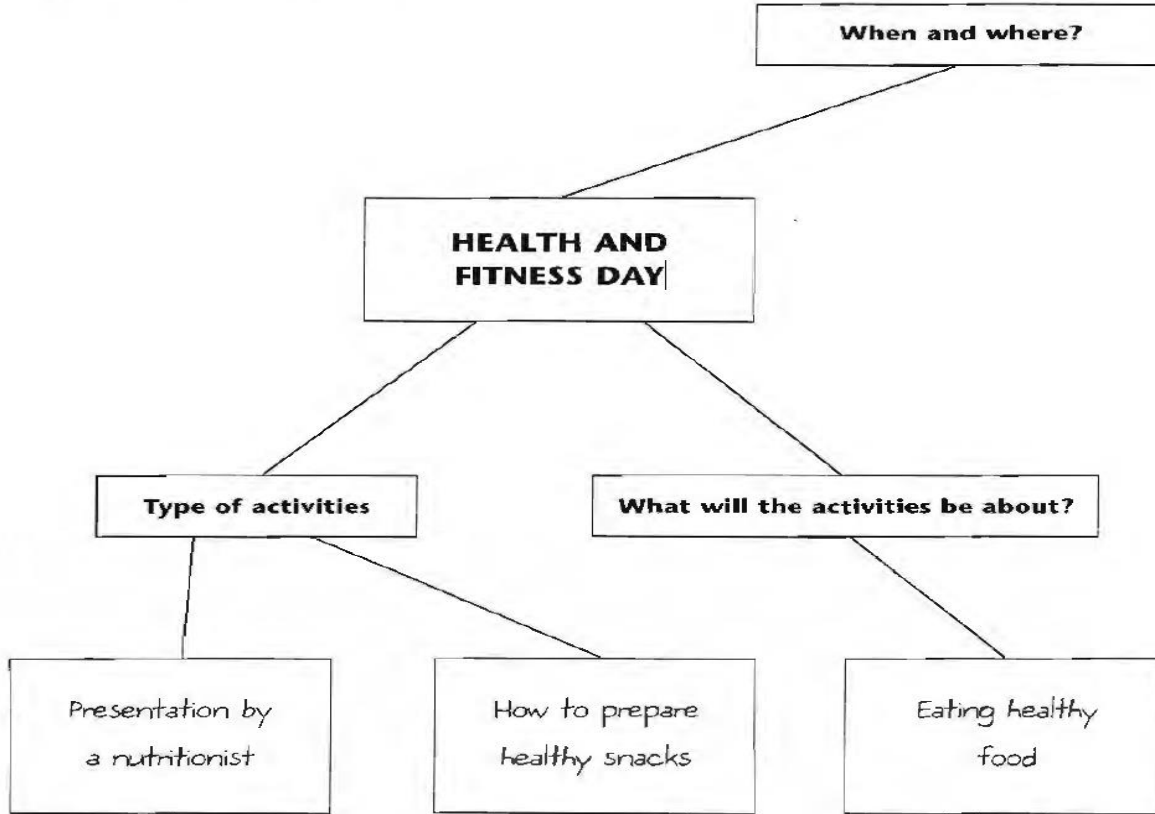 When and where?
HEALTH AND
FITNESS DAY
Type of activities
What will the activities be about?
Presentation by
a nutritionist
How to prepare
healthy snacks
Eating healthy
food